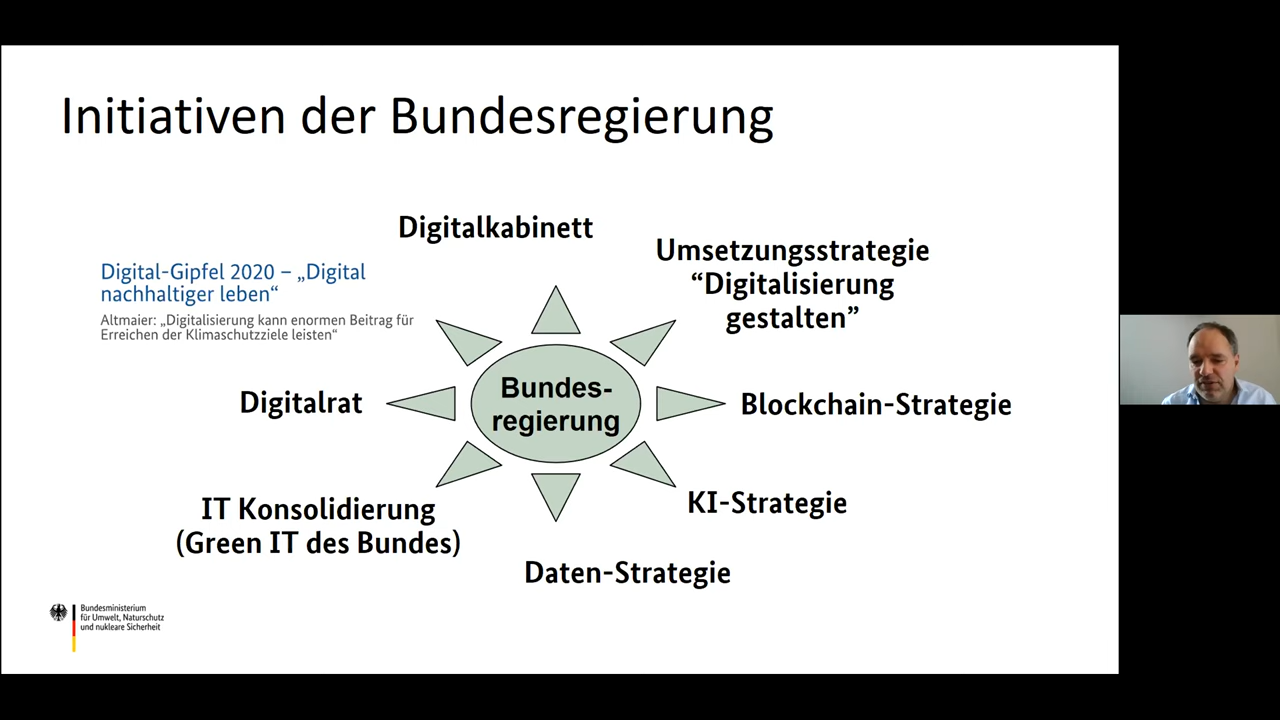 Initiativen der Bundesregierung
Digitalkabinett
Umsetzungsstrategie
“Digitalisierung
gestalten”
Digital-Gipfel 2020 – „Digital
nachhaltiger leben“
Altmaier: „Digitalisierung kann enormen Beitrag für
Erreichen der Klimaschutzziele leisten“
Bundes-
regierung
Digitalrat
Blockchain-Strategie
IT Konsolidierung
(Green IT des Bundes)
KI-Strategie
Daten-Strategie
Bundesministerium
für Umwelt, Naturschutz
und nukleare Sicherheit